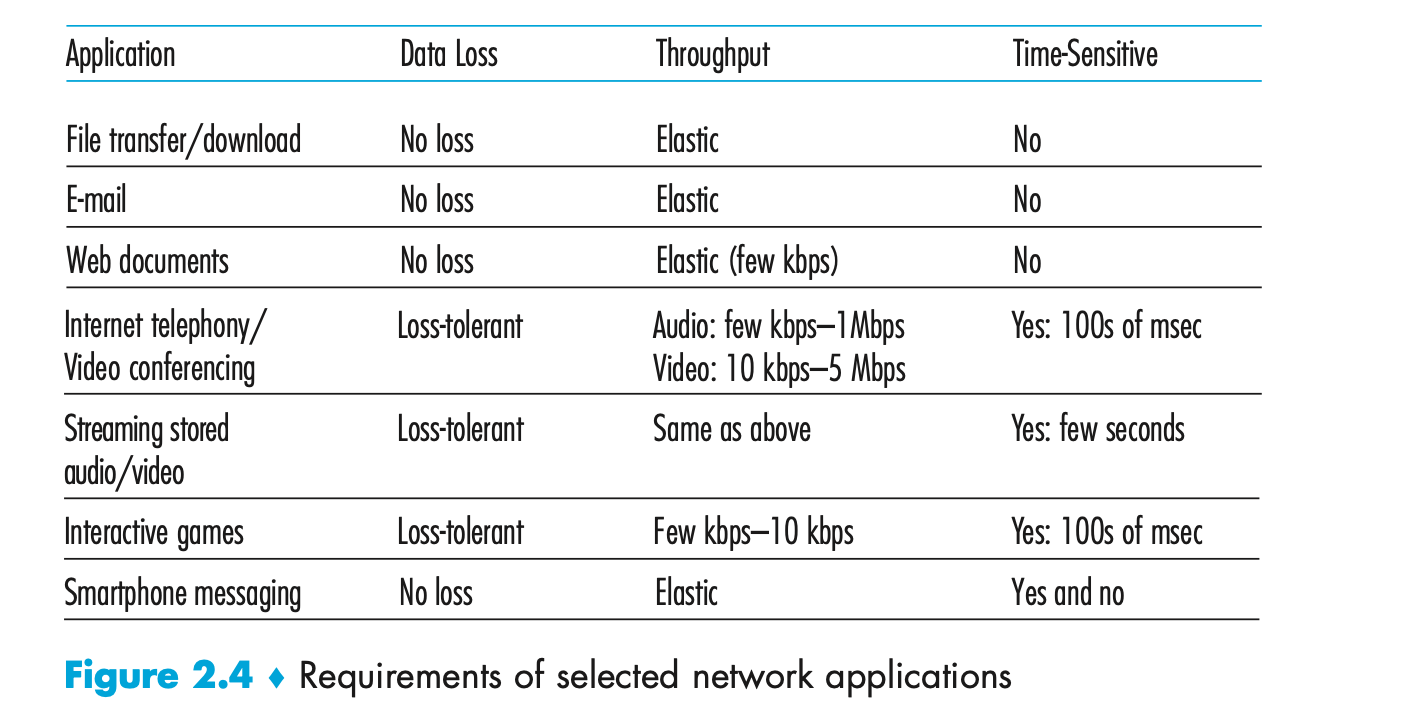 Application Data Loss Throughput Time-Sensitive
File transfer/download No loss Elastic No
E-mail No loss Elastic No
Web documents No loss Elastic (few kbps) No
Internet telephony/ Loss-tolerant Audio: few kbps–1Mbps Yes: 100s of msec
Video conferencing Video: 10 kbps–5 Mbps
Streaming stored Loss-tolerant Same as above Yes: few seconds
audio/video
Interactive games Loss-tolerant Few kbps–10 kbps Yes: 100s of msec
Smartphone messaging No loss Elastic Yes and no
Figure 2.4 ♦ Requirements of selected network applications